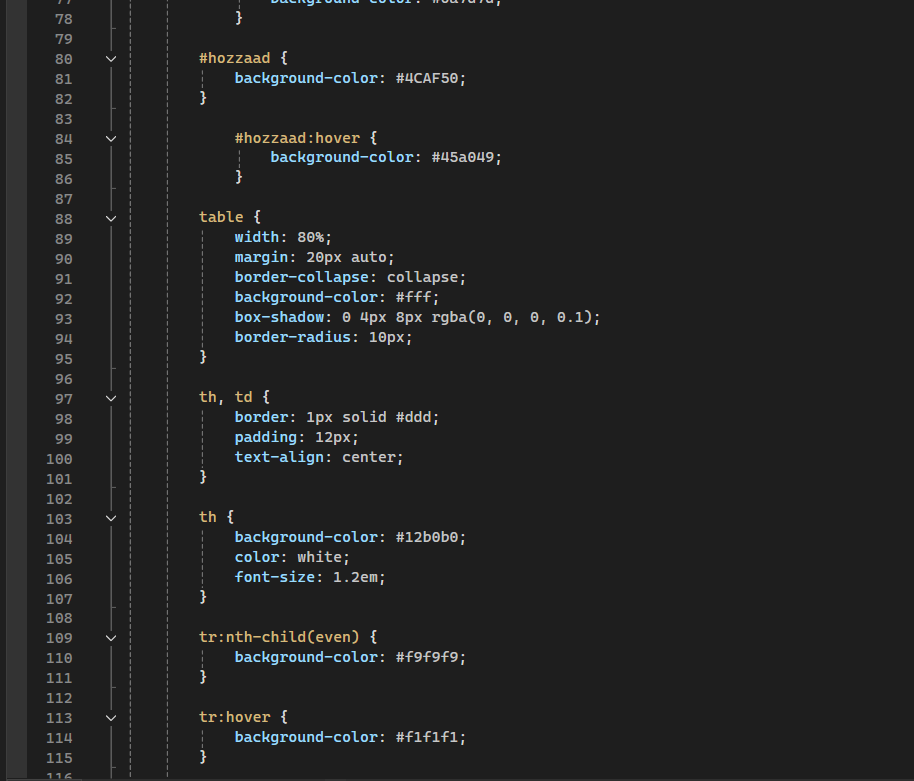 78 }
79
80 #hozzaad {
81 background-color: #4CAF50;
82 }
83
84 #hozzaad:hover {
85 background-color: #45a049;
86 }
87
88 table {
89 width: 80%;
90 margin: 20px auto;
91 border-collapse: collapse;
92 background-color: #fff;
93 box-shadow: 0 4px 8px rgba(0, 0, 0, 0.1);
94 border-radius: 10px;
95 }
96
97 th, td {
98 border: 1px solid #ddd;
99 padding: 12px;
100 text-align: center;
101 }
102
103 th {
104 background-color: #12b0b0;
105 color: white;
106 font-size: 1.2em;
107 }
108
109 tr:nth-child(even) {
110 background-color: #f9f9f9;
111 }
112
113 tr:hover {
114 background-color: #f1f1f1;
115 }
116